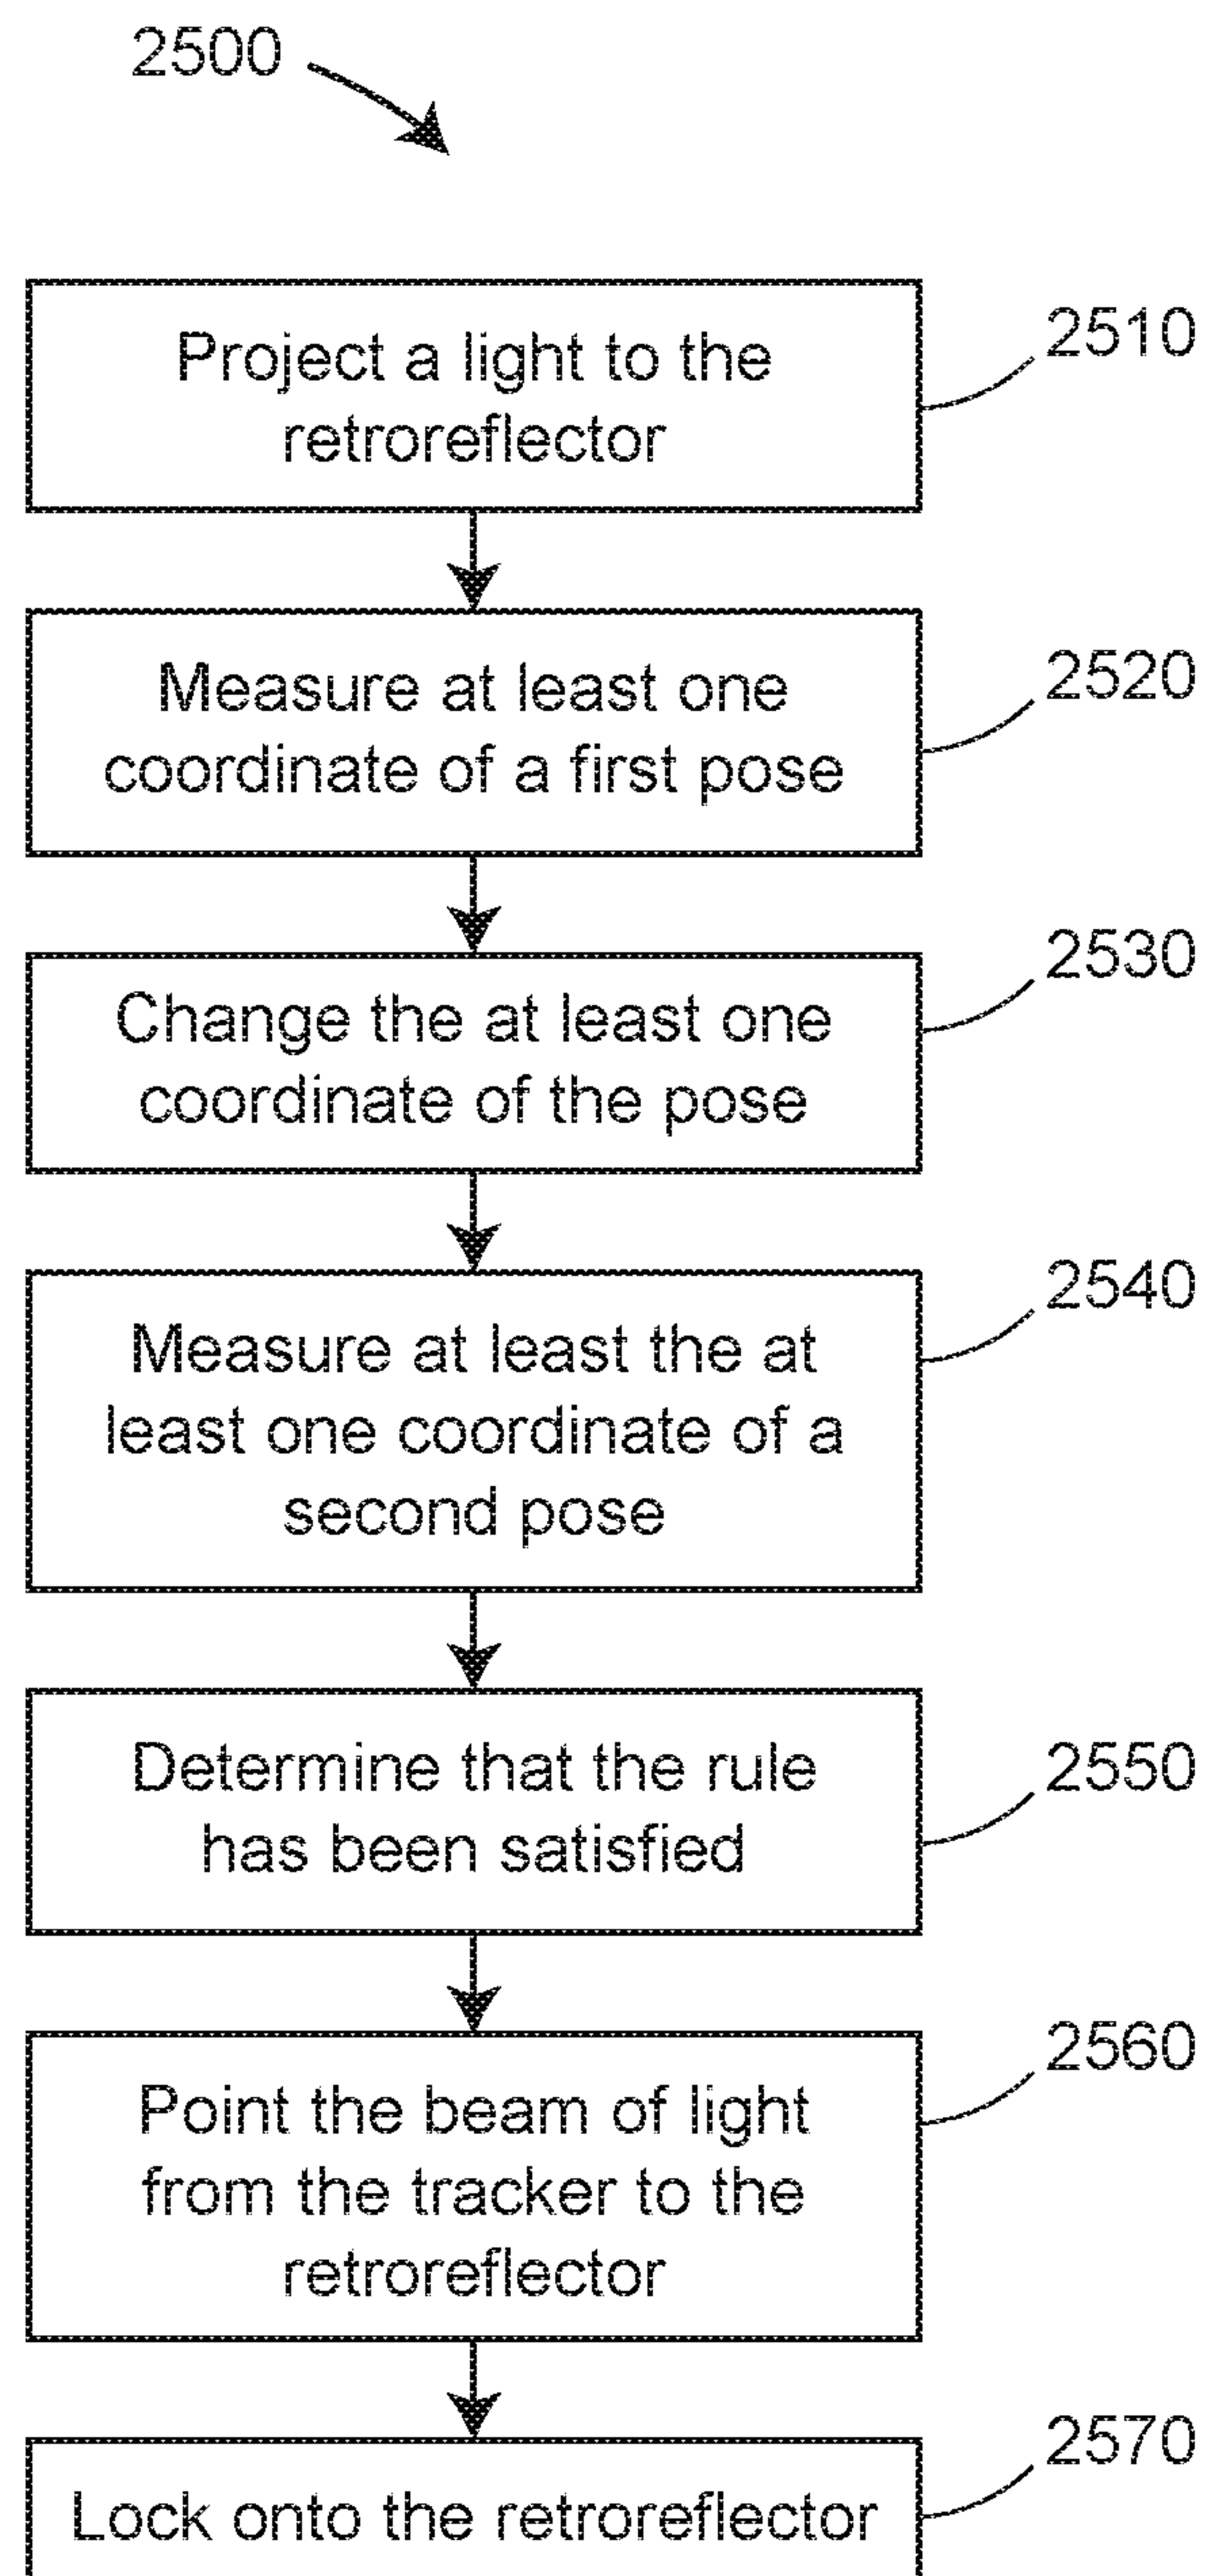 2500
Project a light to the
retroreflector
2510
Measure at least one
coordinate of a first pose
2520
Change the at least one
coordinate of the pose
2530
Measure at least the at
least one coordinate of a
second pose
2540
Determine that the rule
has been satisfied
2550
Point the beam of light
from the tracker to the
retroreflector
2560
Lock onto the retroreflector
2570